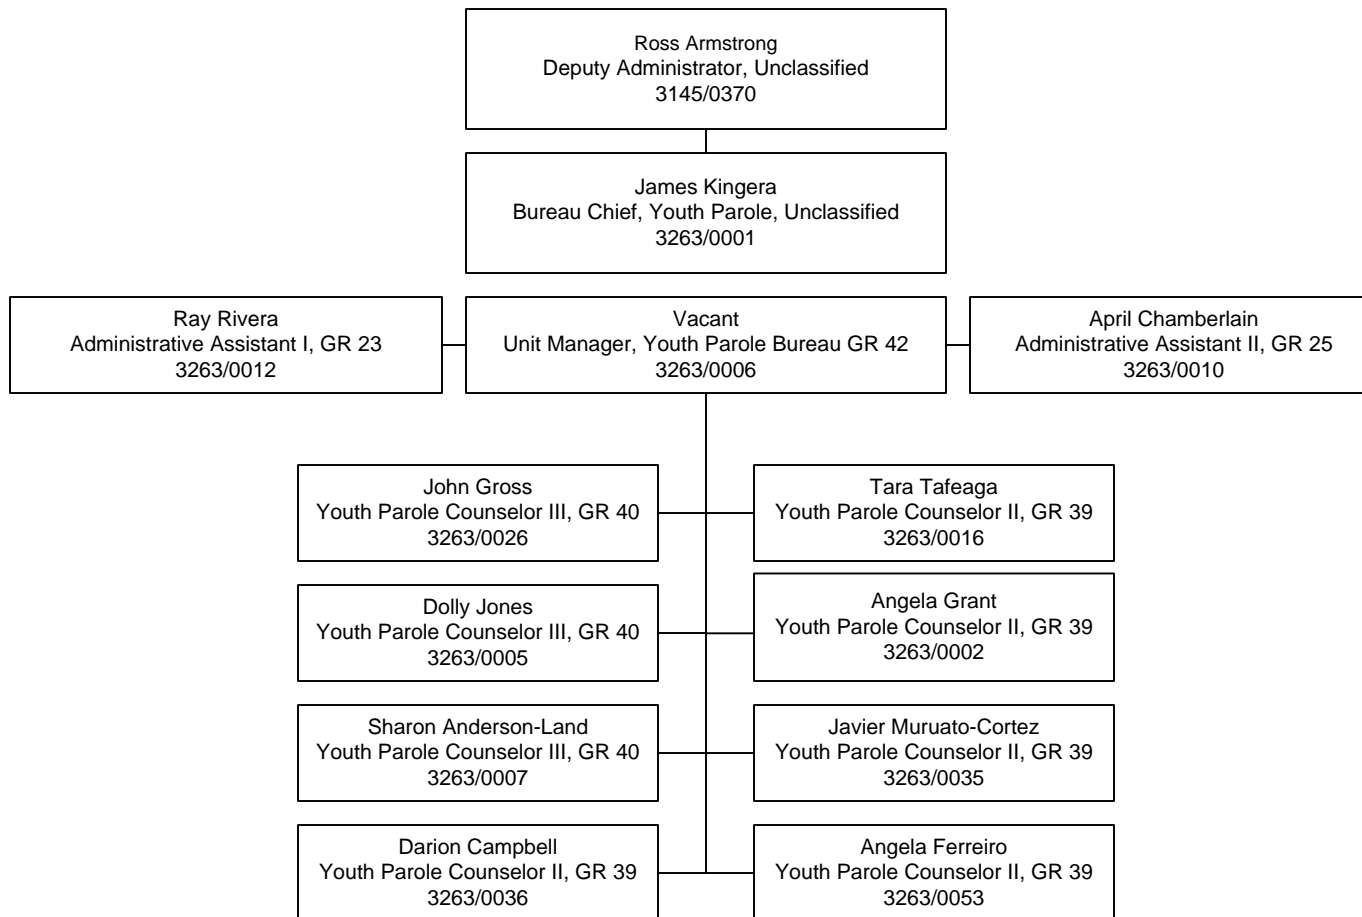 Ross Armstrong
Deputy Administrator, Unclassified
3145/0370
James Kingera
Bureau Chief, Youth Parole, Unclassified
3263/0001
Ray Rivera
Administrative Assistant I, GR 23
3263/0012
Vacant
Unit Manager, Youth Parole Bureau GR 42
3263/0006
April Chamberlain
Administrative Assistant II, GR 25
3263/0010
John Gross
Youth Parole Counselor III, GR 40
3263/0026
Tara Tafeaga
Youth Parole Counselor II, GR 39
3263/0016
Dolly Jones
Youth Parole Counselor III, GR 40
3263/0005
Angela Grant
Youth Parole Counselor II, GR 39
3263/0002
Sharon Anderson-Land
Youth Parole Counselor III, GR 40
3263/0007
Javier Muruato-Cortez
Youth Parole Counselor II, GR 39
3263/0035
Darion Campbell
Youth Parole Counselor II, GR 39
3263/0036
Angela Ferreiro
Youth Parole Counselor II, GR 39
3263/0053